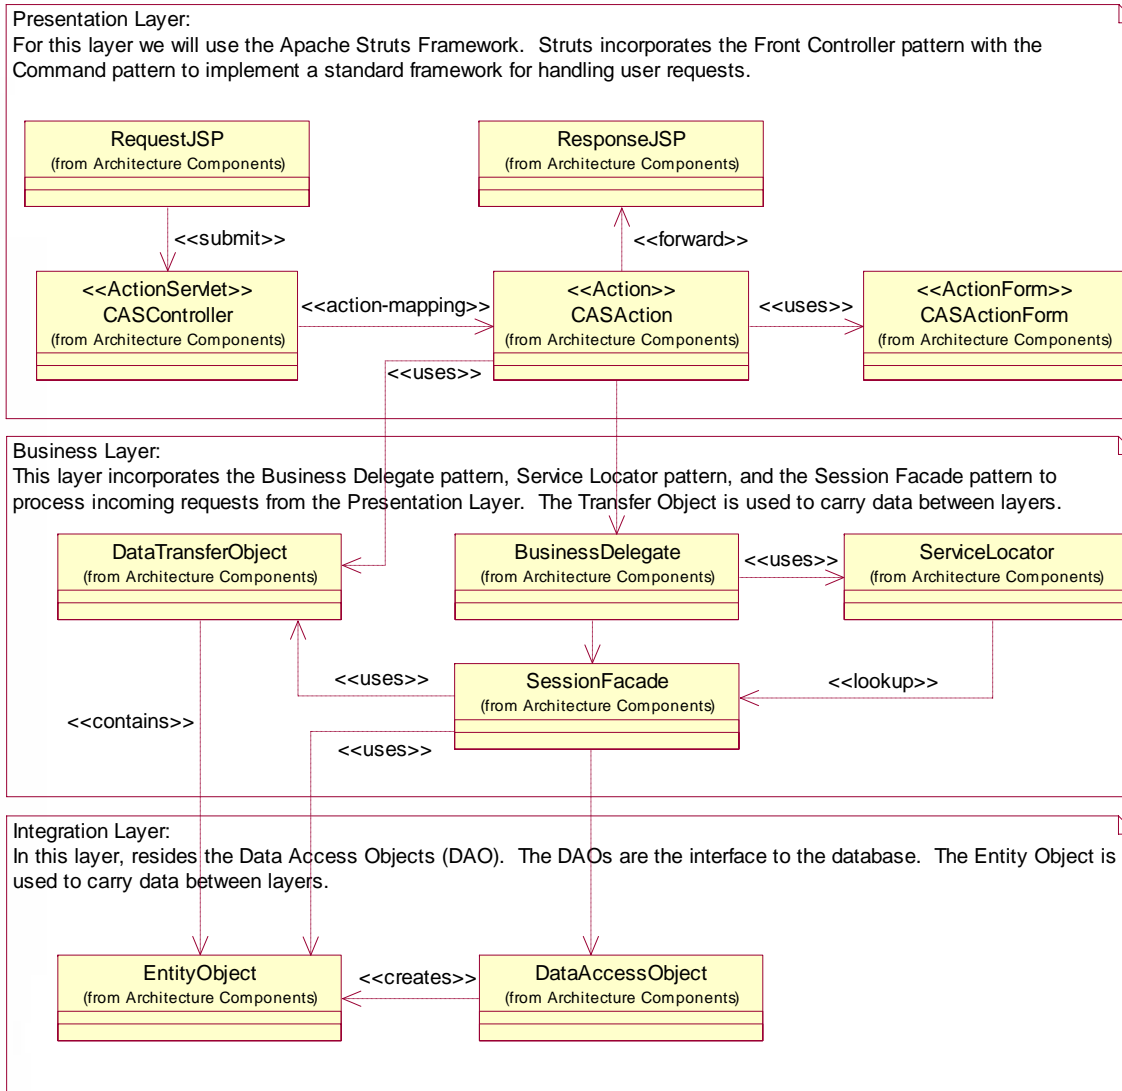 Presentation Layer:
For this layer we will use the Apache Struts Framework.  Struts incorporates the Front Controller pattern with the
Command pattern to implement a standard framework for handling user requests.
RequestJSP
(from Architecture Components)
ResponseJSP
(from Architecture Components)
<<submit>>
<<forward>>
<<ActionServlet>>
CASController
(from Architecture Components)
<<action-mapping>>
<<Action>>
CASAction
(from Architecture Components)
<<uses>>
<<ActionForm>>
CASActionForm
(from Architecture Components)
<<uses>>
Business Layer:
This layer incorporates the Business Delegate pattern, Service Locator pattern, and the Session Facade pattern to
process incoming requests from the Presentation Layer.  The Transfer Object is used to carry data between layers.
DataTransferObject
(from Architecture Components)
BusinessDelegate
(from Architecture Components)
<<uses>>
ServiceLocator
(from Architecture Components)
<<uses>>
SessionFacade
(from Architecture Components)
<<lookup>>
<<contains>>
<<uses>>
Integration Layer:
In this layer, resides the Data Access Objects (DAO).  The DAOs are the interface to the database.  The Entity Object is
used to carry data between layers.
EntityObject
(from Architecture Components)
<<creates>>
DataAccessObject
(from Architecture Components)